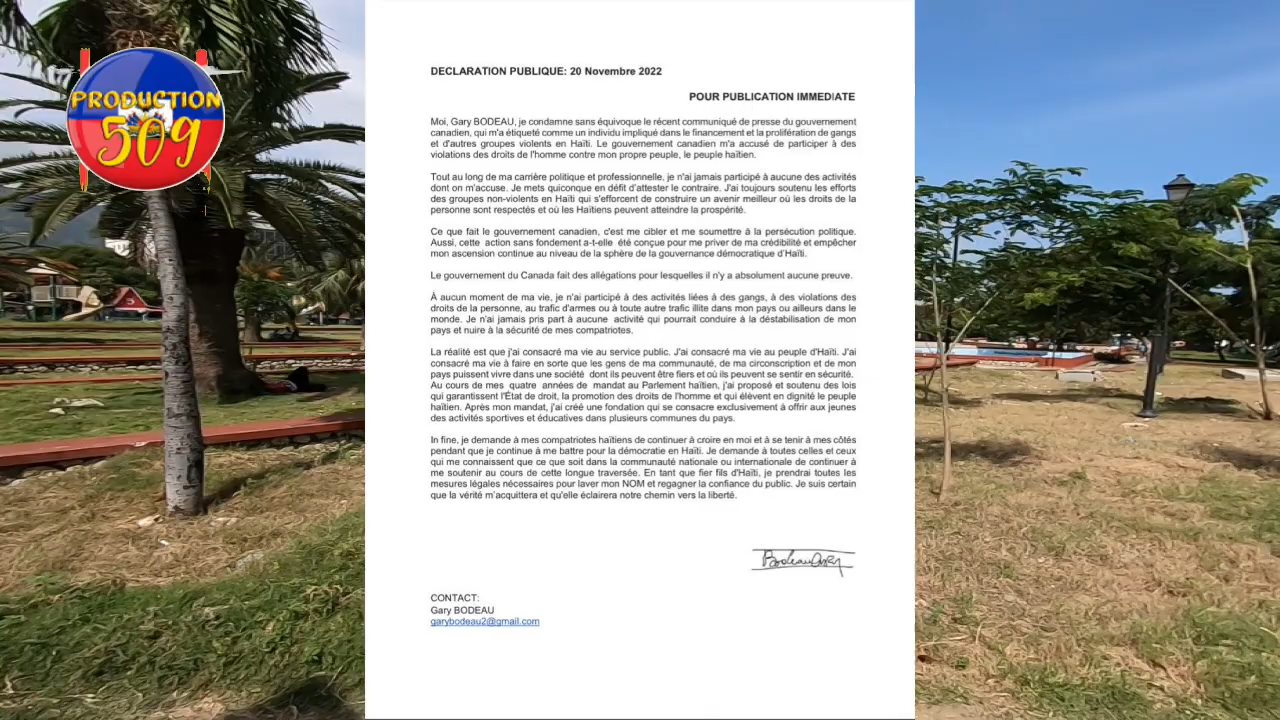 PRODUCTION
509
DECLARATION PUBLIQUE: 20 Novembre 2022
POUR PUBLICATION IMMEDIATE
Moi, Gary BODEAU, je condamne sans équivoque le récent communiqué de presse du gouvernement
canadien, qui m'a étiqueté comme un individu impliqué dans le financement et la prolifération de gangs
et d'autres groupes violents en Haïti. Le gouvernement canadien m'a accusé de participer à des
violations des droits de l'homme contre mon propre peuple, le peuple haïtien.
Tout au long de ma carrière politique et professionnelle, je n'ai jamais participé à aucune des activités
dont on m'accuse. Je mets quiconque en défit d'attester le contraire. J'ai toujours soutenu les efforts
des groupes non-violents en Haïti qui s'efforcent de construire un avenir meilleur où les droits de la
personne sont respectés et où les Haïtiens peuvent atteindre la prospérité.
Ce que fait le gouvernement canadien, c'est me cibler et me soumettre à la persécution politique.
Aussi, cette action sans fondement a-t-elle été conçue pour me priver de ma crédibilité et empêcher
mon ascension continue au niveau de la sphère de la gouvernance démocratique d'Haïti.
Le gouvernement du Canada fait des allégations pour lesquelles il n'y a absolument aucune preuve.
À aucun moment de ma vie, je n'ai participé à des activités liées à des gangs, à des violations des
droits de la personne, au trafic d'armes ou à toute autre trafic illite dans mon pays ou ailleurs dans le
monde. Je n'ai jamais pris part à aucune activité qui pourrait conduire à la déstabilisation de mon
pays et nuire à la sécurité de mes compatriotes.
La réalité est que j'ai consacré ma vie au service public. J'ai consacré ma vie au peuple d'Haïti. J'ai
consacré ma vie à faire en sorte que les gens de ma communauté, de ma circonscription et de mon
pays puissent vivre dans une société dont ils peuvent être fiers et où ils peuvent se sentir en sécurité.
Au cours de mes quatre années de mandat au Parlement haïtien, j'ai proposé et soutenu des lois
qui garantissent l'État de droit, la promotion des droits de l'homme et qui élèvent en dignité le peuple
haïtien. Après mon mandat, j'ai créé une fondation qui se consacre exclusivement à offrir aux jeunes
des activités sportives et éducatives dans plusieurs communes du pays.
In fine, je demande à mes compatriotes haïtiens de continuer à croire en moi et à se tenir à mes côtés
pendant que je continue à me battre pour la démocratie en Haïti. Je demande à toutes celles et ceux
qui me connaissent que ce que soit dans la communauté nationale ou internationale de continuer à
me soutenir au cours de cette longue traversée. En tant que fier fils d'Haïti, je prendrai toutes les
mesures légales nécessaires pour laver mon NOM et regagner la confiance du public. Je suis certain
que la vérité m'acquittera et qu'elle éclairera notre chemin vers la liberté.
Bodeau Gary
CONTACT:
Gary BODEAU
garybodeau2@gmail.com